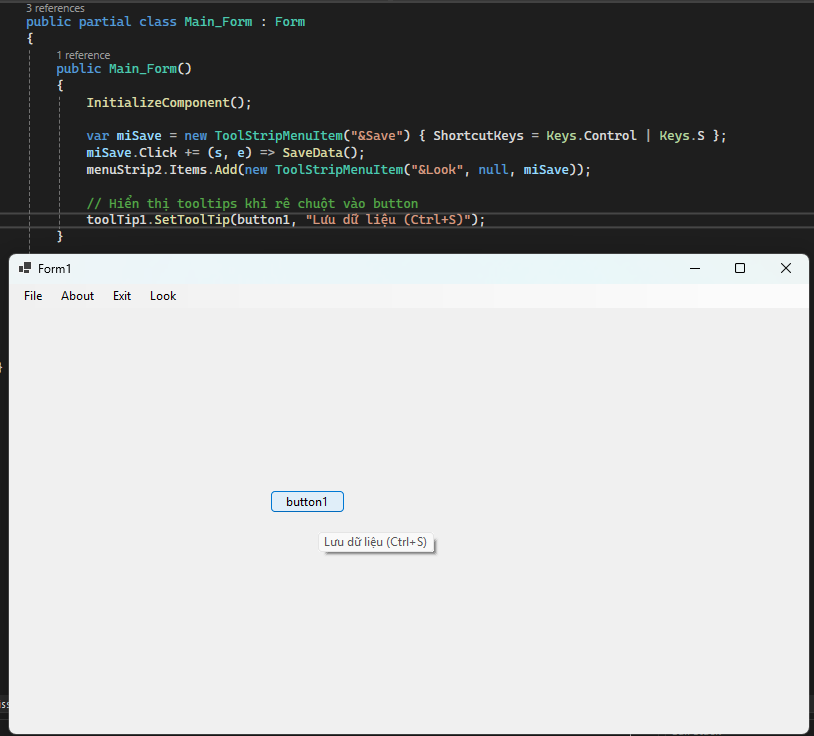 3 references
public partial class Main_Form : Form
{
1 reference
public Main_Form()
{
InitializeComponent();
var miSave = new ToolStripMenuItem("&Save") { ShortcutKeys = Keys.Control | Keys.S };
miSave.Click += (s, e) => SaveData();
menuStrip2.Items.Add(new ToolStripMenuItem("&Look", null, miSave));
// Hiển thị tooltips khi rê chuột vào button
toolTip1.SetToolTip(button1, "Lưu dữ liệu (Ctrl+S)");
}
Form1
File About Exit Look
}
button1
Lưu dữ liệu (Ctrl+S)